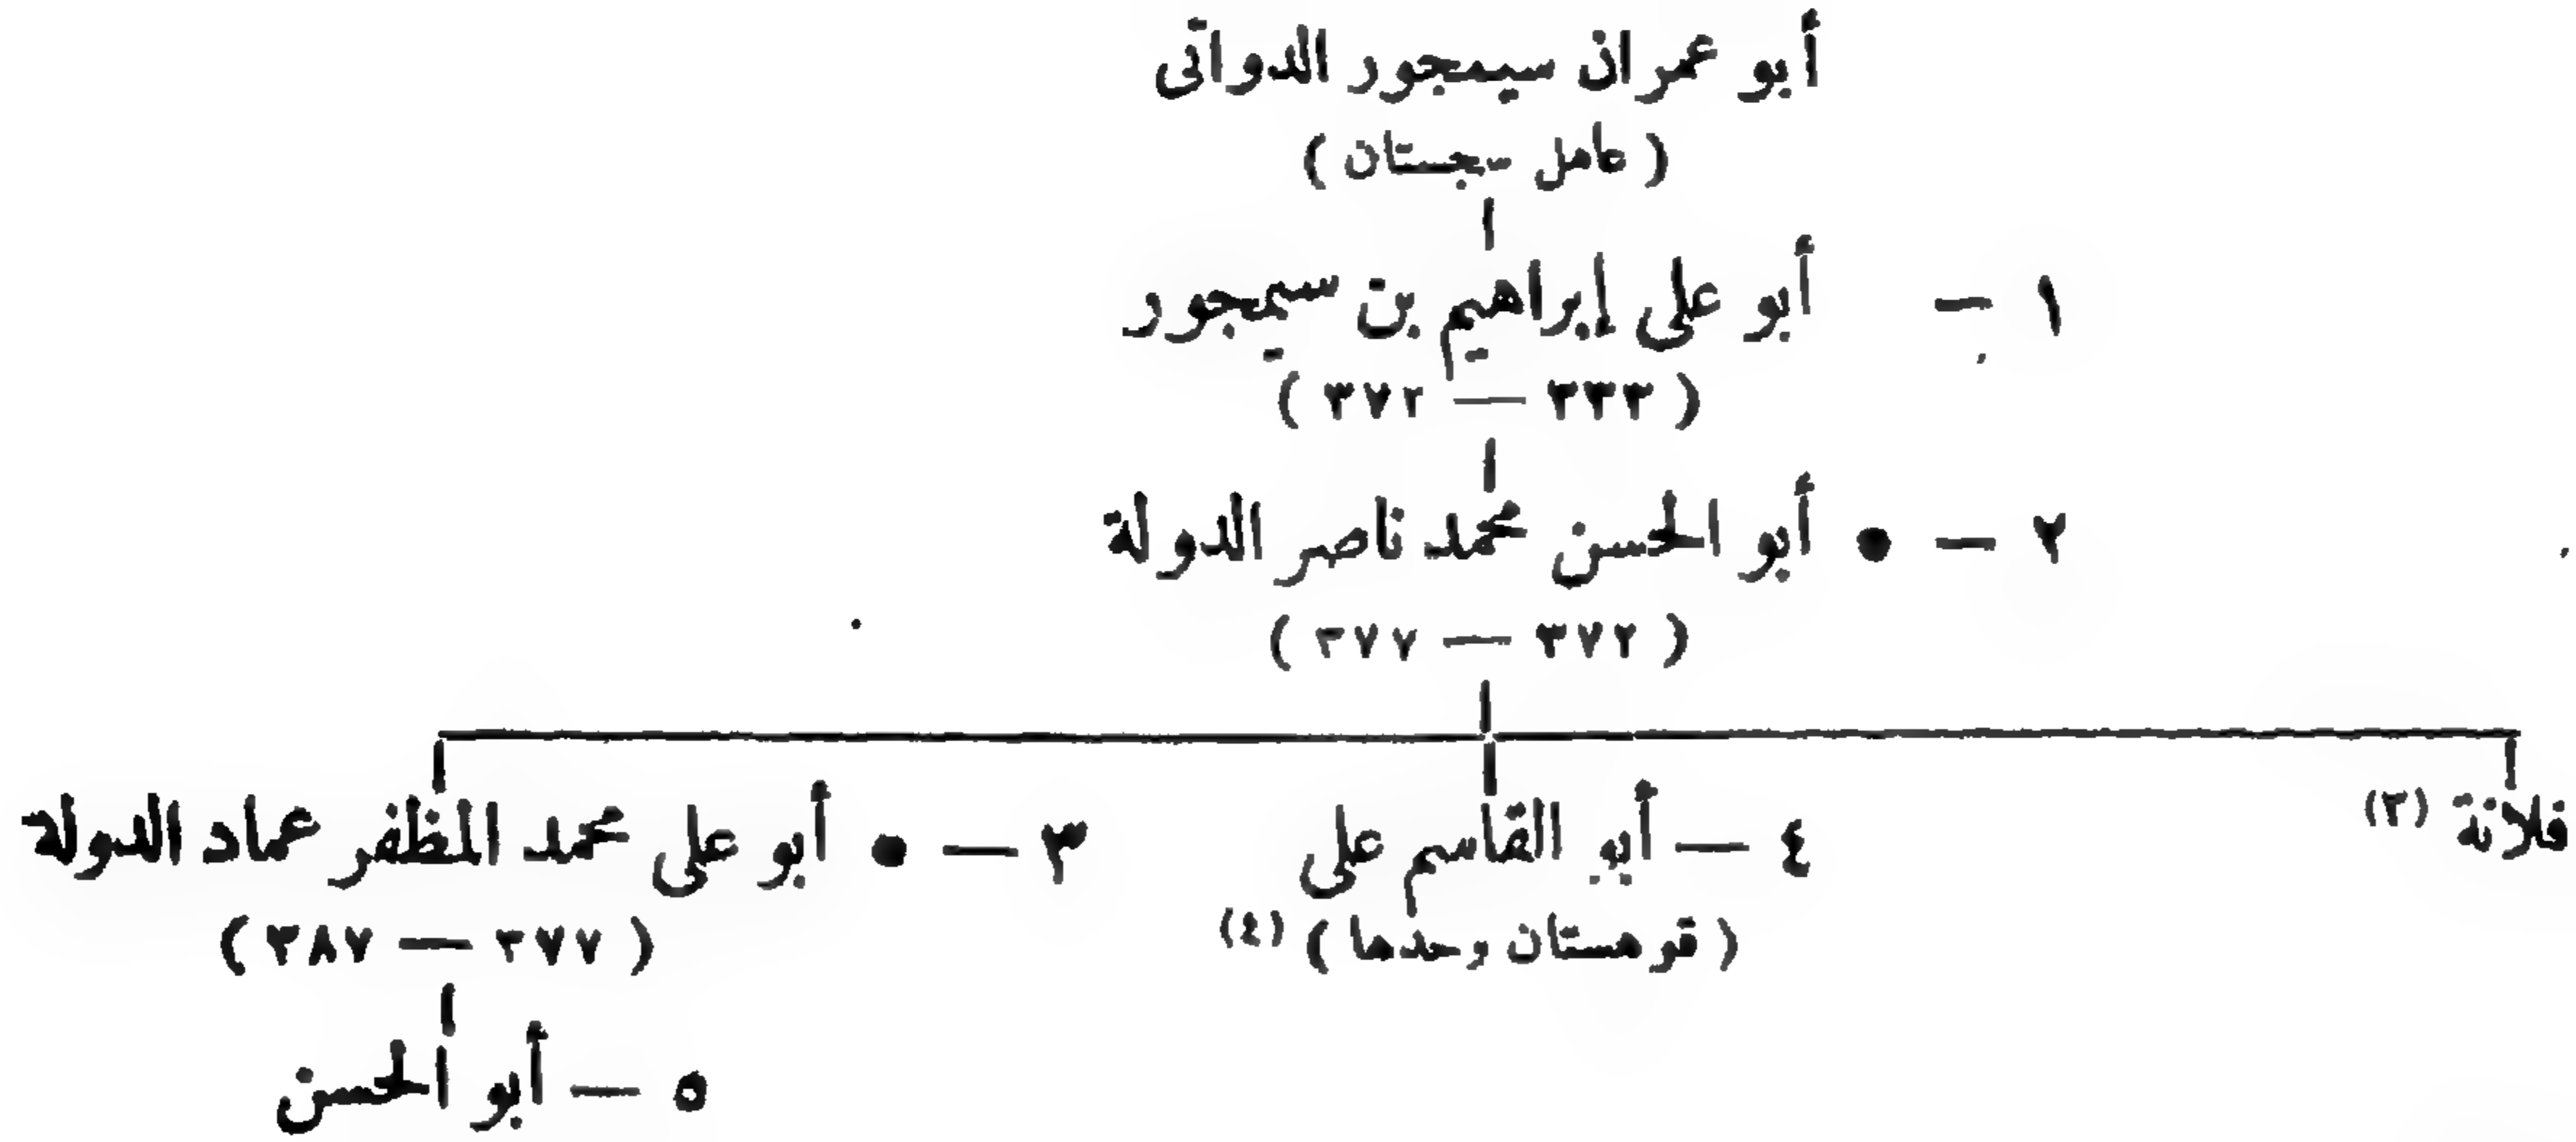 أبو عمران سيمجور الدواتى
( عامل سجستان )
١ — أبو على إبراهيم بن سيمجور
( ٣٣٣ — ٣٧٢ )
٢ — • أبو الحسن محمد ناصر الدولة
( ٣٧٢ — ٣٧٧ )
فلانة (٣)
٤ — أبو القاسم على
( قوهستان وحدها ) (٤)
٣ — • أبو على محمد المظفر عماد الدولة
( ٣٧٧ — ٣٨٧ )
٥ — أبو الحسن